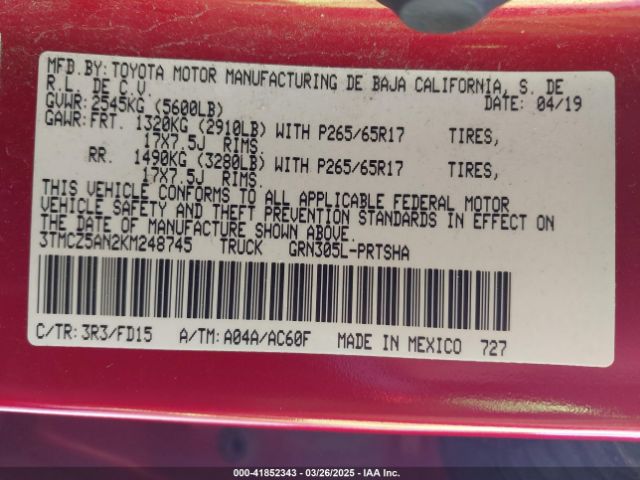 MFD.BY:TOYOTA MOTOR MANUFACTURING DE BAJA CALIFORNIA, S. DE
R.L. DE C.V. DATE: 04/19
GVWR:2545KG (5600LB)
GAWR:FRT. 1320KG (2910LB) WITH P265/65R17 TIRES,
17X7.5J RIMS.
RR. 1490KG (3280LB) WITH P265/65R17 TIRES,
17X7.5J RIMS.
THIS VEHICLE CONFORMS TO ALL APPLICABLE FEDERAL MOTOR
VEHICLE SAFETY AND THEFT PREVENTION STANDARDS IN EFFECT ON
THE DATE OF MANUFACTURE SHOWN ABOVE.
3TMCZ5AN2KM248745 TRUCK GRN305L-PRTSHA
C/TR:3R3/FD15 A/TM:A04A/AC60F MADE IN MEXICO 727
000-41852343 - 03/26/2025 - IAA Inc.